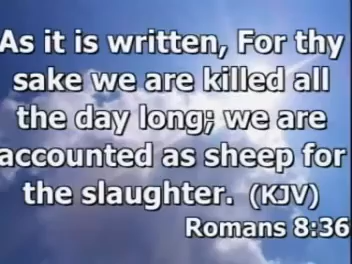 As it is written, For thy
sake we are killed all
the day long; we are
accounted as sheep for
the slaughter. (KJV)
Romans 8:36